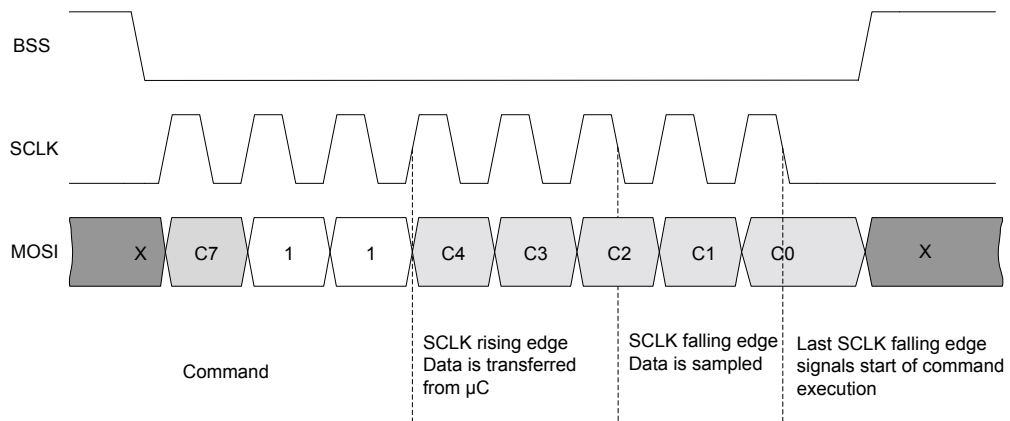 BSS
SCLK
MOSI
X
C7
1
1
C4
C3
C2
C1
C0
X
Command
SCLK rising edge
Data is transferred
from µC
SCLK falling edge
Data is sampled
Last SCLK falling edge
signals start of command
execution